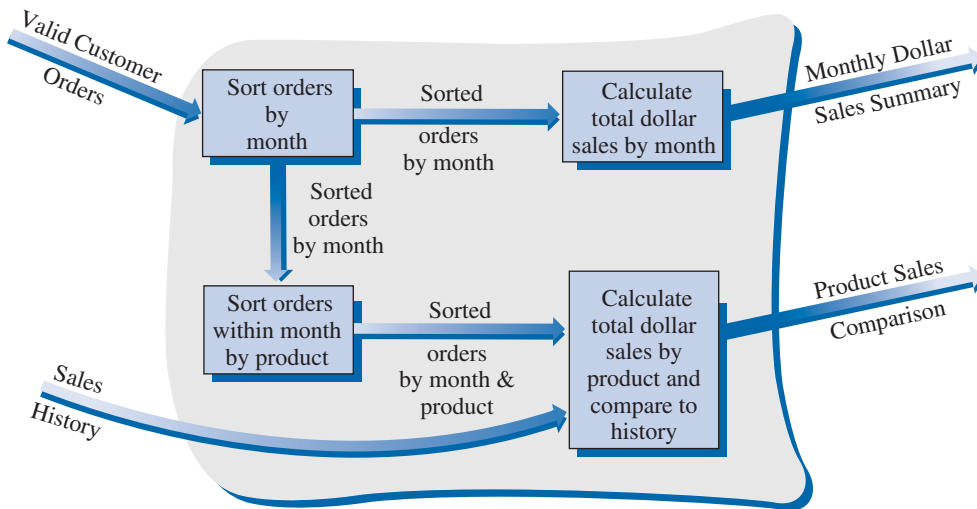 Valid Customer
Orders
Sort orders
by
month
Sorted
orders
by month
Calculate
total dollar
sales by month
Monthly Dollar
Sales Summary
Sorted
orders
by month
Sort orders
within month
by product
Sorted
orders
by month &
product
Calculate
total dollar
sales by
product and
compare to
history
Product Sales
Comparison
Sales
History